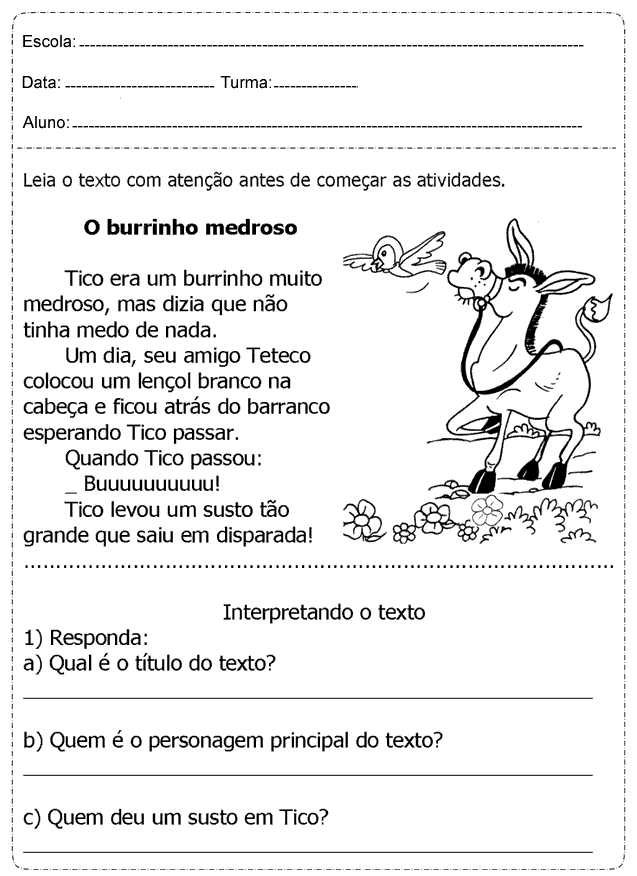 Escola:
Data: Turma:
Aluno:
Leia o texto com atenção antes de começar as atividades.
O burrinho medroso
Tico era um burrinho muito
medroso, mas dizia que não
tinha medo de nada.
Um dia, seu amigo Teteco
colocou um lençol branco na
cabeça e ficou atrás do barranco
esperando Tico passar.
Quando Tico passou:
_ Buuuuuuuuuu!
Tico levou um susto tão
grande que saiu em disparada!
Interpretando o texto
1) Responda:
a) Qual é o título do texto?
b) Quem é o personagem principal do texto?
c) Quem deu um susto em Tico?